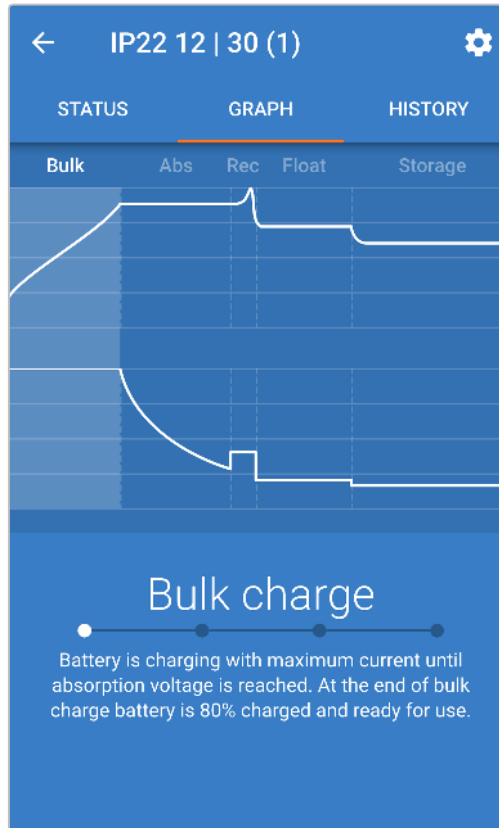 IP22 12 | 30 (1)
STATUS GRAPH HISTORY
Bulk Abs Rec Float Storage
Bulk charge
Battery is charging with maximum current until
absorption voltage is reached. At the end of bulk
charge battery is 80% charged and ready for use.